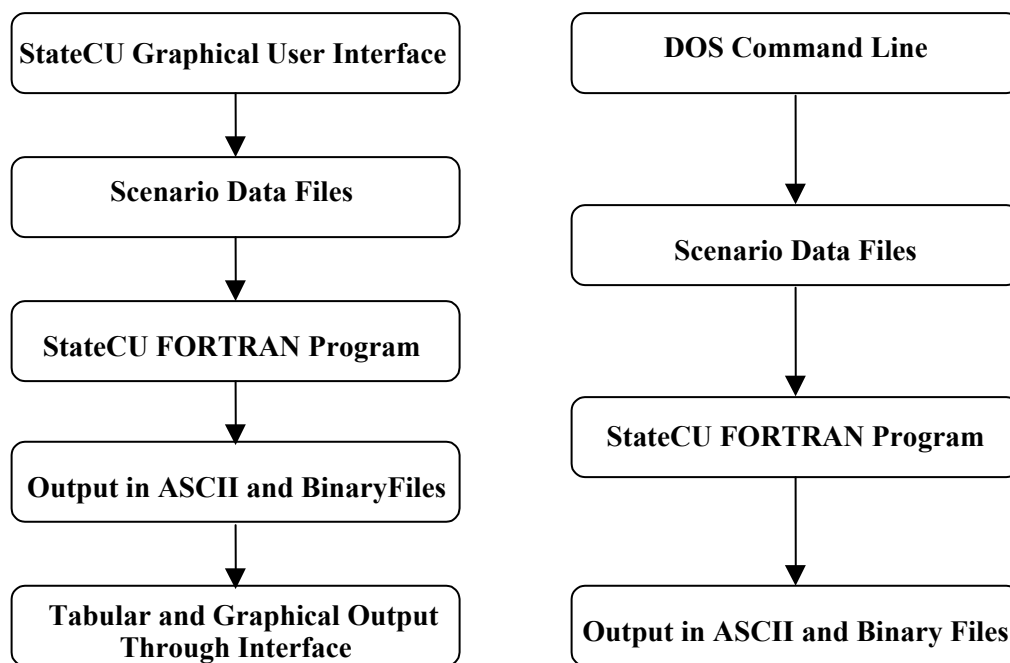 StateCU Graphical User Interface
Scenario Data Files
StateCU FORTRAN Program
Output in ASCII and BinaryFiles
Tabular and Graphical Output
Through Interface
DOS Command Line
Scenario Data Files
StateCU FORTRAN Program
Output in ASCII and Binary Files